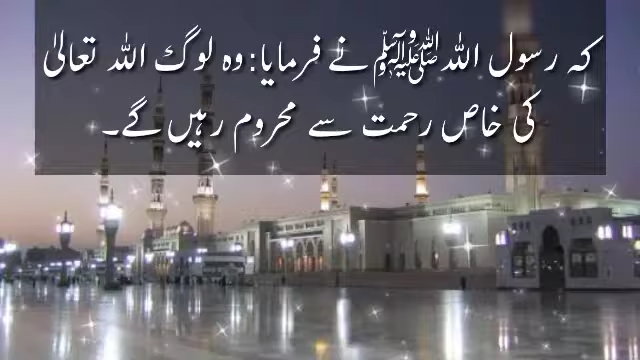 کہ رسول اللہ ﷺ نے فرمایا: وہ لوگ اللہ تعالیٰ
کی خاص رحمت سے محروم رہیں گے۔